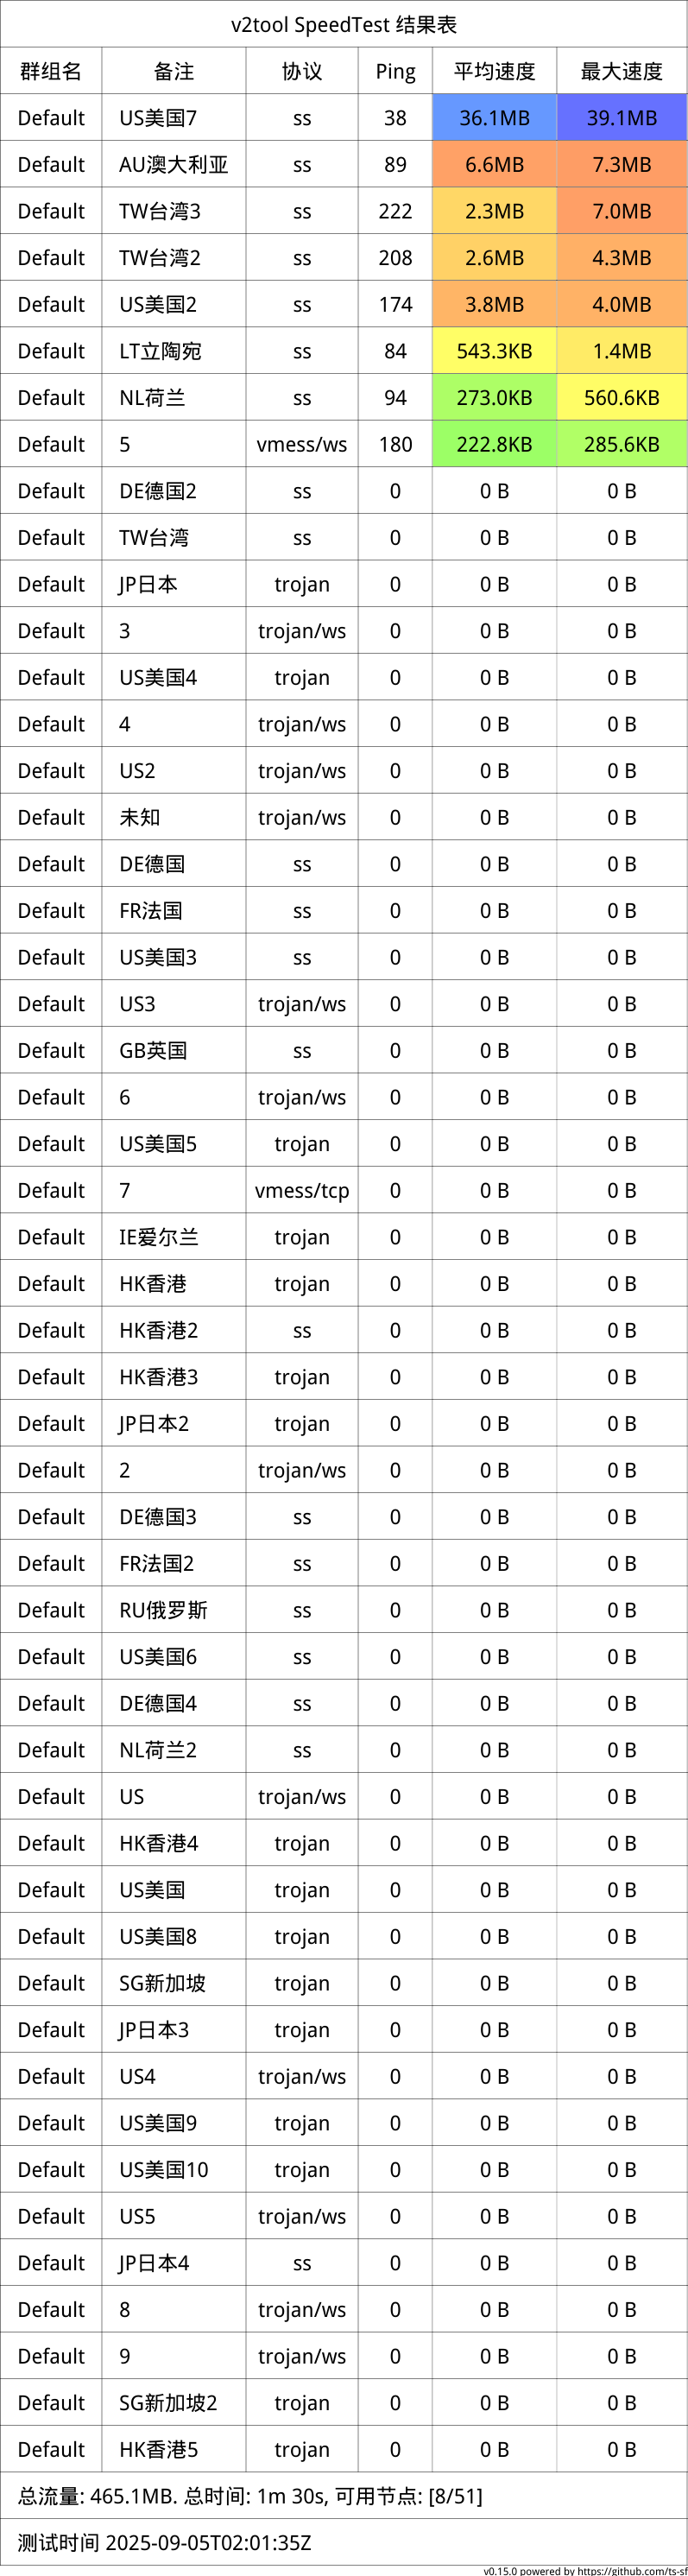 v2tool SpeedTest 结果表
群组名 备注 协议 Ping 平均速度 最大速度
Default US美国7 ss 38 36.1MB 39.1MB
Default AU澳大利亚 ss 89 6.6MB 7.3MB
Default TW台湾3 ss 222 2.3MB 7.0MB
Default TW台湾2 ss 208 2.6MB 4.3MB
Default US美国2 ss 174 3.8MB 4.0MB
Default LT立陶宛 ss 84 543.3KB 1.4MB
Default NL荷兰 ss 94 273.0KB 560.6KB
Default 5 vmess/ws 180 222.8KB 285.6KB
Default DE德国2 ss 0 0 B 0 B
Default TW台湾 ss 0 0 B 0 B
Default JP日本 trojan 0 0 B 0 B
Default 3 trojan/ws 0 0 B 0 B
Default US美国4 trojan 0 0 B 0 B
Default 4 trojan/ws 0 0 B 0 B
Default US2 trojan/ws 0 0 B 0 B
Default 未知 trojan/ws 0 0 B 0 B
Default DE德国 ss 0 0 B 0 B
Default FR法国 ss 0 0 B 0 B
Default US美国3 ss 0 0 B 0 B
Default US3 trojan/ws 0 0 B 0 B
Default GB英国 ss 0 0 B 0 B
Default 6 trojan/ws 0 0 B 0 B
Default US美国5 trojan 0 0 B 0 B
Default 7 vmess/tcp 0 0 B 0 B
Default IE爱尔兰 trojan 0 0 B 0 B
Default HK香港 trojan 0 0 B 0 B
Default HK香港2 ss 0 0 B 0 B
Default HK香港3 trojan 0 0 B 0 B
Default JP日本2 trojan 0 0 B 0 B
Default 2 trojan/ws 0 0 B 0 B
Default DE德国3 ss 0 0 B 0 B
Default FR法国2 ss 0 0 B 0 B
Default RU俄罗斯 ss 0 0 B 0 B
Default US美国6 ss 0 0 B 0 B
Default DE德国4 ss 0 0 B 0 B
Default NL荷兰2 ss 0 0 B 0 B
Default US trojan/ws 0 0 B 0 B
Default HK香港4 trojan 0 0 B 0 B
Default US美国 trojan 0 0 B 0 B
Default US美国8 trojan 0 0 B 0 B
Default SG新加坡 trojan 0 0 B 0 B
Default JP日本3 trojan 0 0 B 0 B
Default US4 trojan/ws 0 0 B 0 B
Default US美国9 trojan 0 0 B 0 B
Default US美国10 trojan 0 0 B 0 B
Default US5 trojan/ws 0 0 B 0 B
Default JP日本4 ss 0 0 B 0 B
Default 8 trojan/ws 0 0 B 0 B
Default 9 trojan/ws 0 0 B 0 B
Default SG新加坡2 trojan 0 0 B 0 B
Default HK香港5 trojan 0 0 B 0 B
总流量: 465.1MB. 总时间: 1m 30s, 可用节点: [8/51]
测试时间 2025-09-05T02:01:35Z
v0.15.0 powered by https://github.com/ts-sf